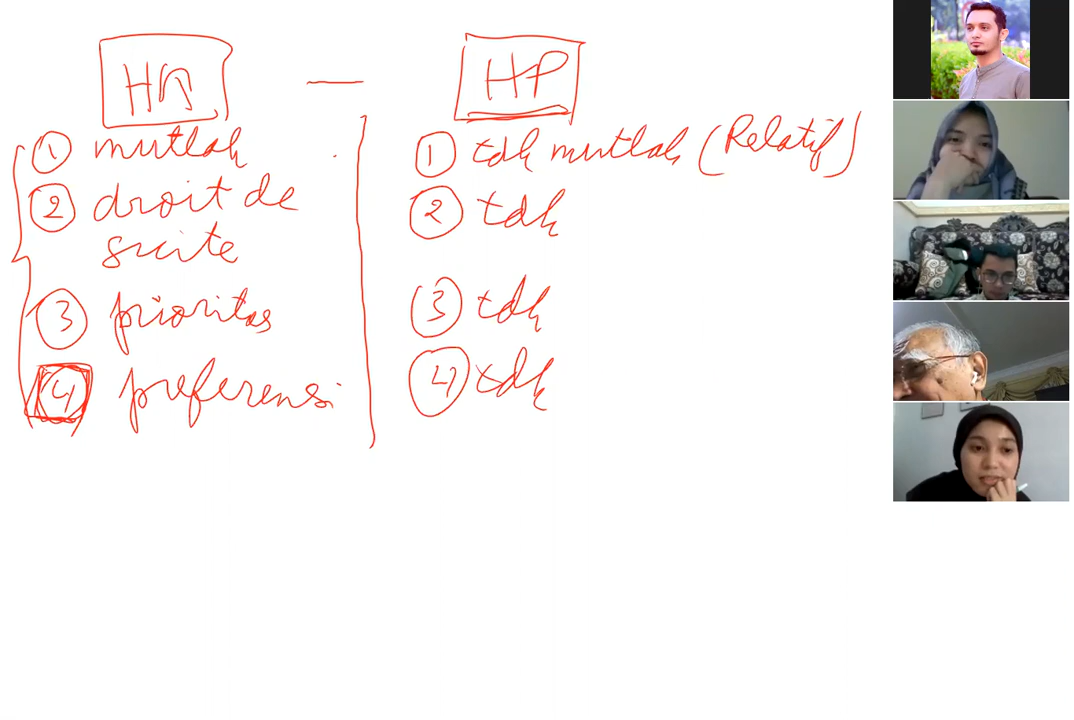 HP
① mutlak
② droit de
suite
③ prioritas
④ preferensi
① tdk mutlak (Relatif)
② tdk
③ tdk
④ tdk